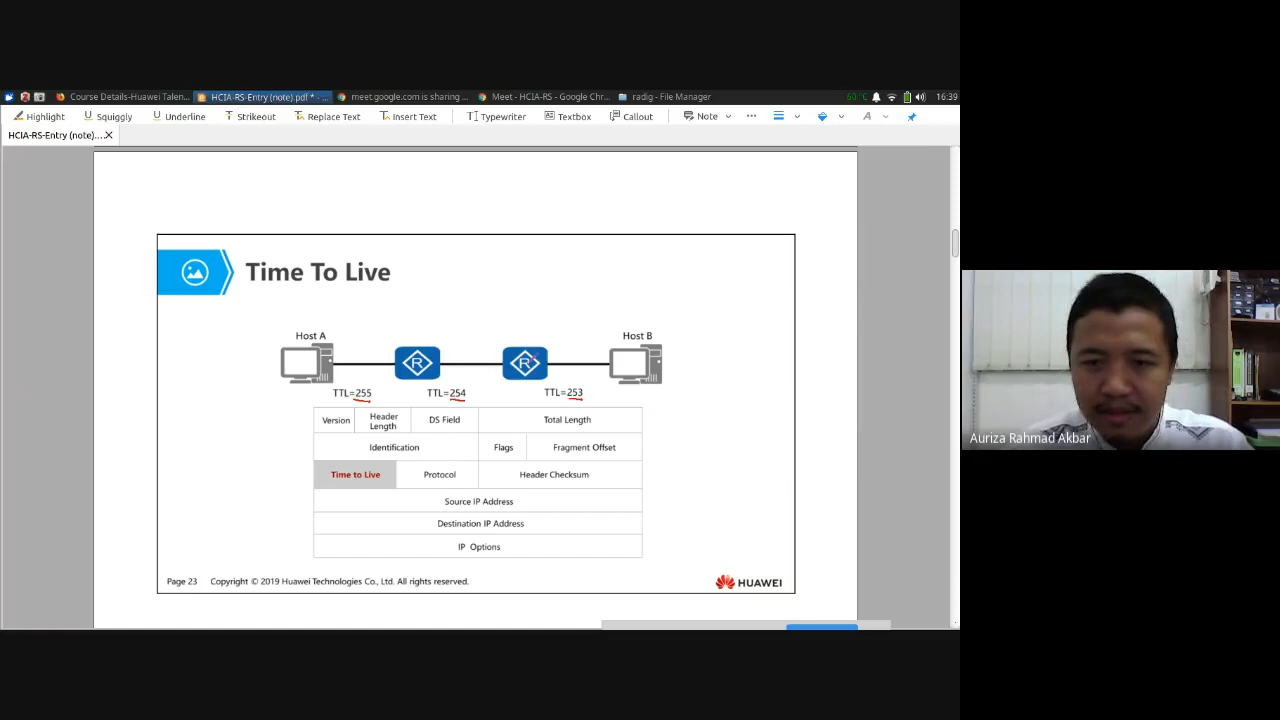 Course Details-Huawei Talen...
HCIA-RS-Entry (note).pdf * - ...
meet.google.com is sharing ...
Meet - HCIA-RS - Google Chr...
radig - File Manager
60°C
16:39
Highlight
Squiggly
Underline
Strikeout
Replace Text
Insert Text
Typewriter
Textbox
Callout
Note
HCIA-RS-Entry (note)....
Time To Live
Host A
Host B
R
R
TTL=255
TTL=254
TTL=253
Version
Header
Length
DS Field
Total Length
Identification
Flags
Fragment Offset
Time to Live
Protocol
Header Checksum
Source IP Address
Destination IP Address
IP Options
Page 23
Copyright © 2019 Huawei Technologies Co., Ltd. All rights reserved.
HUAWEI
Auriza Rahmad Akbar